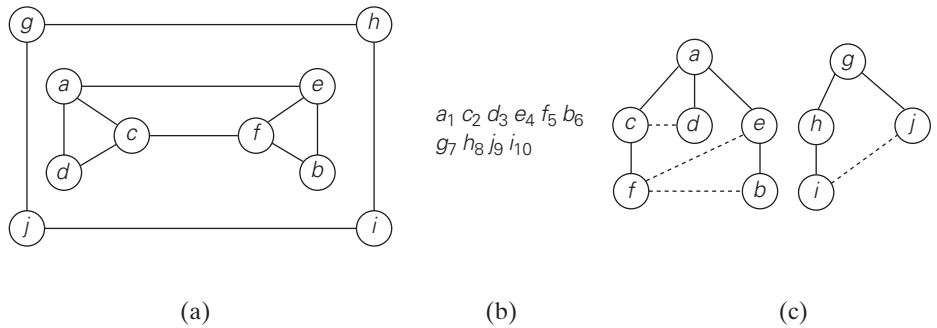 g h
a e
c f
d b
j i
a₁ c₂ d₃ e₄ f₅ b₆
g₇ h₈ j₉ i₁₀
a g
c d e h j
f b i
(a) (b) (c)